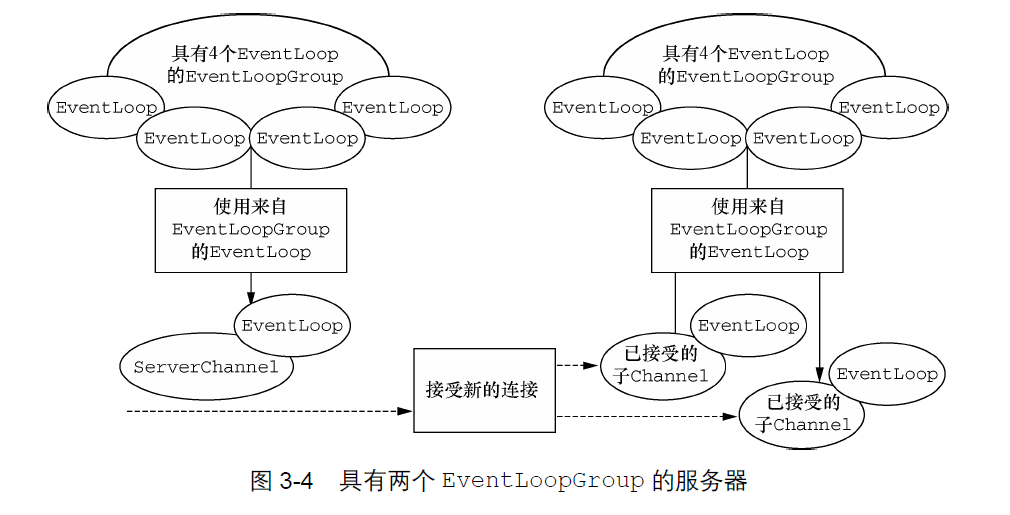 具有4个EventLoop
的EventLoopGroup
EventLoop
EventLoop
EventLoop
EventLoop
使用来自
EventLoopGroup
的EventLoop
EventLoop
ServerChannel
具有4个EventLoop
的EventLoopGroup
EventLoop
EventLoop
EventLoop
EventLoop
使用来自
EventLoopGroup
的EventLoop
EventLoop
已接受的
子Channel
EventLoop
已接受的
子Channel
接受新的连接
图 3-4 具有两个 EventLoopGroup 的服务器